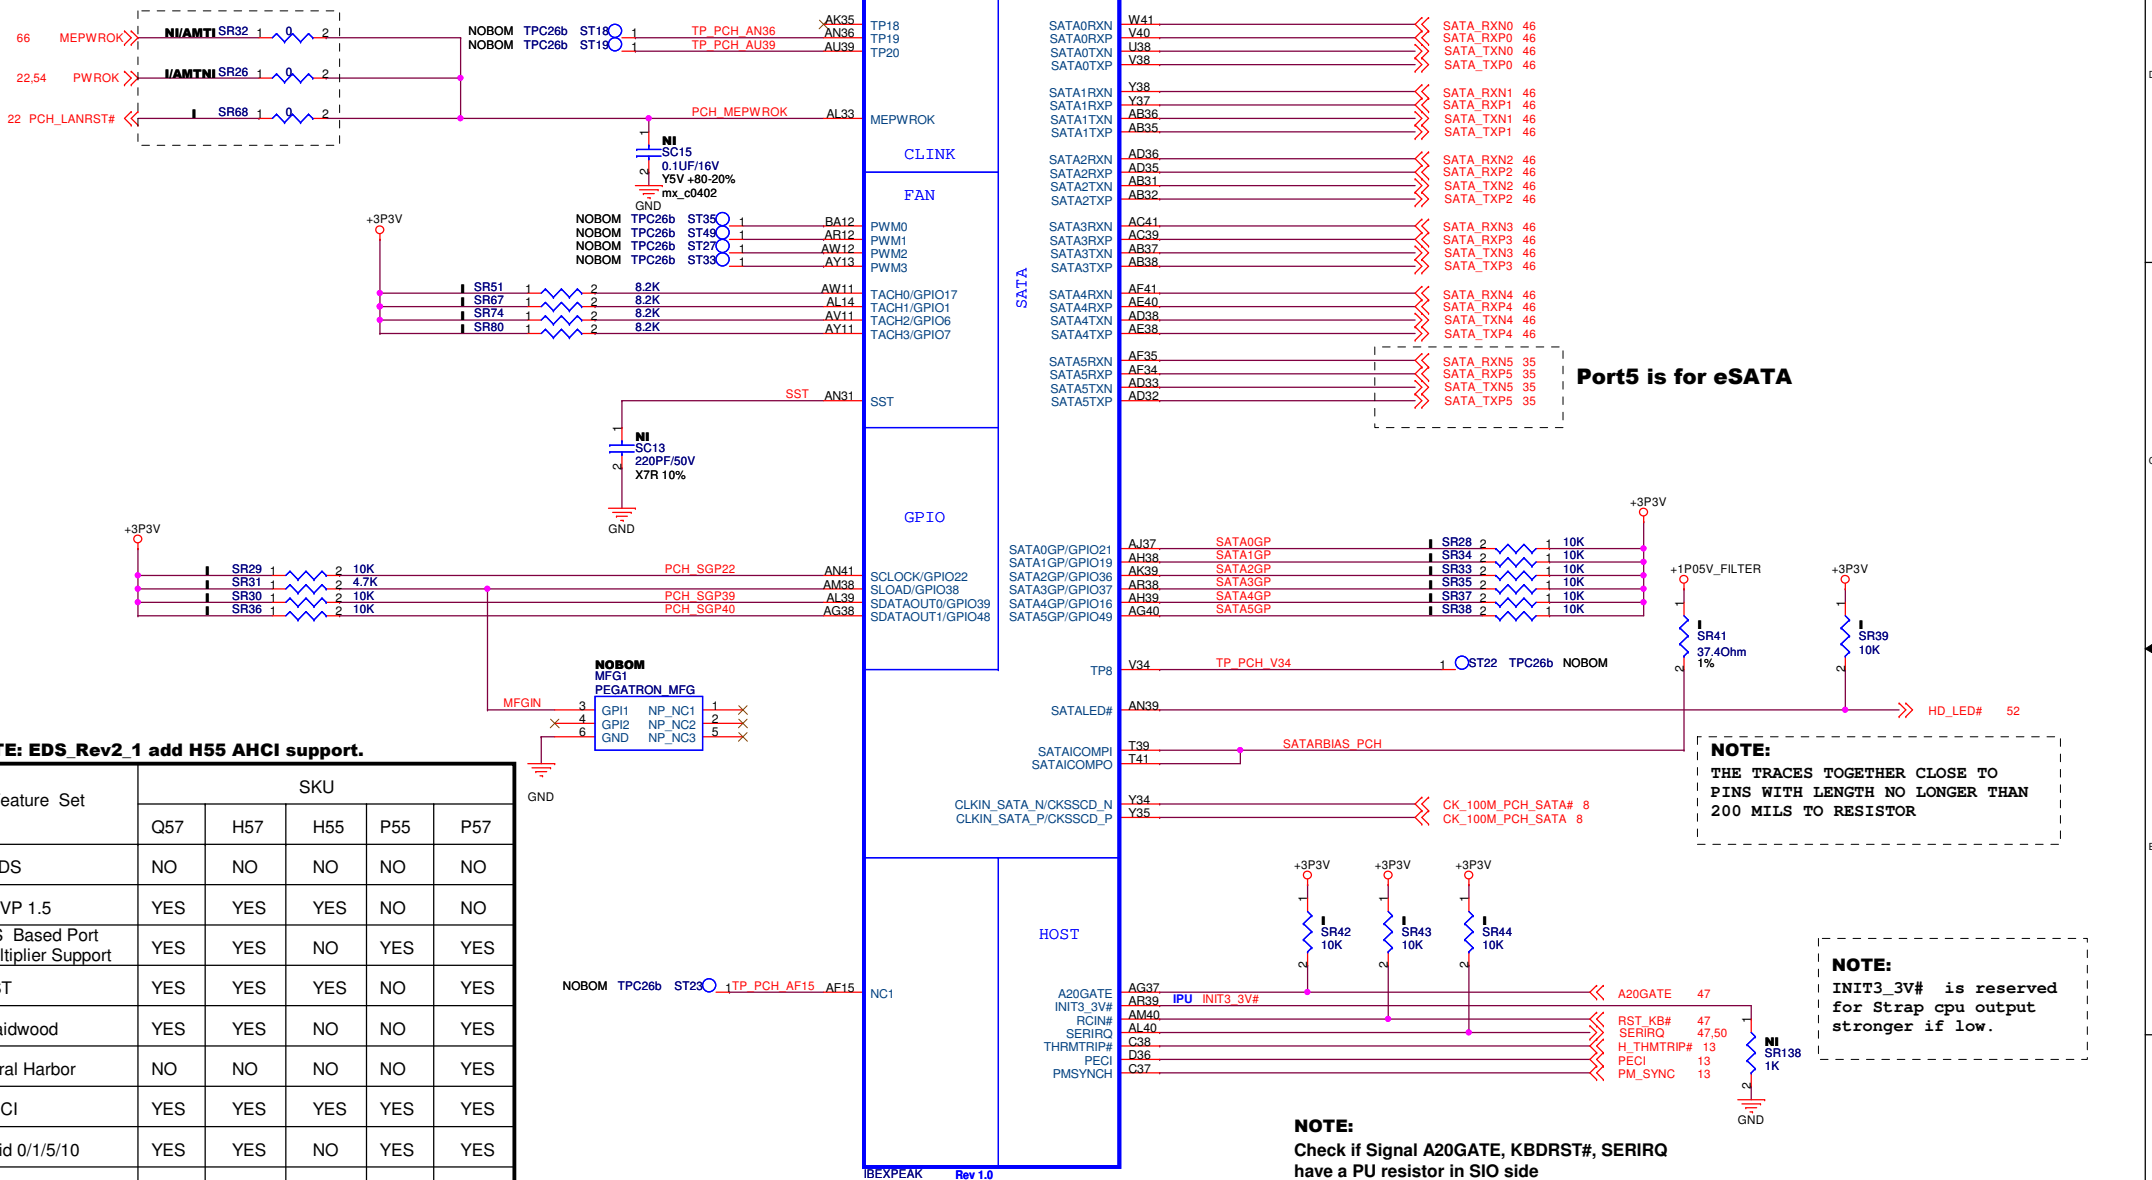 66 MEPWROK NI/AMTI SR32 1 0 2
22,54 PWROK I/AMTNI SR26 1 0 2
22 PCH_LANRST# I SR68 1 0 2
NOBOM TPC26b ST18 1 TP_PCH_AN36
NOBOM TPC26b ST19 1 TP_PCH_AU39
AK35 TP18
AN36 TP19
AU39 TP20
PCH_MEPWROK AL33 MEPWROK
1
NI
SC15
0.1UF/16V
Y5V +80-20%
mx_c0402
2
GND
CLINK
FAN
+3P3V
NOBOM TPC26b ST35 1 BA12 PWM0
NOBOM TPC26b ST49 1 AR12 PWM1
NOBOM TPC26b ST27 1 AW12 PWM2
NOBOM TPC26b ST33 1 AY13 PWM3
I SR51 1 2 8.2K AW11 TACH0/GPIO17
I SR67 1 2 8.2K AL14 TACH1/GPIO1
I SR74 1 2 8.2K AV11 TACH2/GPIO6
I SR80 1 2 8.2K AY11 TACH3/GPIO7
SST AN31 SST
1
NI
SC13
220PF/50V
X7R 10%
2
GND
GPIO
+3P3V
I SR29 1 2 10K PCH_SGP22 AN41 SCLOCK/GPIO22
I SR31 1 2 4.7K AM38 SLOAD/GPIO38
I SR30 1 2 10K PCH_SGP39 AL39 SDATAOUT0/GPIO39
I SR36 1 2 10K PCH_SGP40 AG38 SDATAOUT1/GPIO48
NOBOM
MFG1
PEGATRON_MFG
MFGIN 3 GPI1 NP_NC1 1
4 GPI2 NP_NC2 2
6 GND NP_NC3 5
GND
SATA
SATA0RXN W41 SATA_RXN0 46
SATA0RXP V40 SATA_RXP0 46
SATA0TXN U38 SATA_TXN0 46
SATA0TXP V38 SATA_TXP0 46
SATA1RXN Y38 SATA_RXN1 46
SATA1RXP Y37 SATA_RXP1 46
SATA1TXN AB36 SATA_TXN1 46
SATA1TXP AB35 SATA_TXP1 46
SATA2RXN AD36 SATA_RXN2 46
SATA2RXP AD35 SATA_RXP2 46
SATA2TXN AB31 SATA_TXN2 46
SATA2TXP AB32 SATA_TXP2 46
SATA3RXN AC41 SATA_RXN3 46
SATA3RXP AC39 SATA_RXP3 46
SATA3TXN AB37 SATA_TXN3 46
SATA3TXP AB38 SATA_TXP3 46
SATA4RXN AF41 SATA_RXN4 46
SATA4RXP AE40 SATA_RXP4 46
SATA4TXN AD38 SATA_TXN4 46
SATA4TXP AE38 SATA_TXP4 46
SATA5RXN AF35 SATA_RXN5 35
SATA5RXP AF34 SATA_RXP5 35
SATA5TXN AD33 SATA_TXN5 35
SATA5TXP AD32 SATA_TXP5 35
Port5 is for eSATA
+3P3V
SATA0GP/GPIO21 AJ37 SATA0GP I SR28 2 1 10K
SATA1GP/GPIO19 AH38 SATA1GP I SR34 2 1 10K
SATA2GP/GPIO36 AK39 SATA2GP I SR33 2 1 10K
SATA3GP/GPIO37 AR38 SATA3GP I SR35 2 1 10K
SATA4GP/GPIO16 AH39 SATA4GP I SR37 2 1 10K
SATA5GP/GPIO49 AG40 SATA5GP I SR38 2 1 10K
+1P05V_FILTER
1
I
SR41
37.4Ohm
1%
2
+3P3V
1
I
SR39
10K
2
TP8 V34 TP_PCH_V34 1 ST22 TPC26b NOBOM
SATALED# AN39 HD_LED# 52
SATAICOMPI T39 SATARBIAS_PCH
SATAICOMPO T41
NOTE:
THE TRACES TOGETHER CLOSE TO
PINS WITH LENGTH NO LONGER THAN
200 MILS TO RESISTOR
CLKIN_SATA_N/CKSSCD_N Y34 CK_100M_PCH_SATA# 8
CLKIN_SATA_P/CKSSCD_P Y35 CK_100M_PCH_SATA 8
+3P3V +3P3V +3P3V
1 1 1
I I I
SR42 SR43 SR44
10K 10K 10K
2 2 2
HOST
NOBOM TPC26b ST23 1 TP_PCH_AF15 AF15 NC1
A20GATE AG37 A20GATE 47
INIT3_3V# AR39 IPU INIT3_3V#
RCIN# AM40 RST_KB# 47
SERIRQ AL40 SERIRQ 47,50
THRMTRIP# C38 H_THMTRIP# 13
PECI D36 PECI 13
PMSYNCH C37 PM_SYNC 13
1
NI
SR138
1K
2
GND
NOTE:
INIT3_3V# is reserved
for Strap cpu output
stronger if low.
NOTE:
Check if Signal A20GATE, KBDRST#, SERIRQ
have a PU resistor in SIO side
IBEXPEAK Rev 1.0
TE: EDS_Rev2_1 add H55 AHCI support.
eature Set SKU
Q57 H57 H55 P55 P57
DS NO NO NO NO NO
VP 1.5 YES YES YES NO NO
S Based Port
ltiplier Support YES YES NO YES YES
ST YES YES YES NO YES
aidwood YES YES NO NO YES
ral Harbor NO NO NO NO YES
CI YES YES YES YES YES
id 0/1/5/10 YES YES NO YES YES